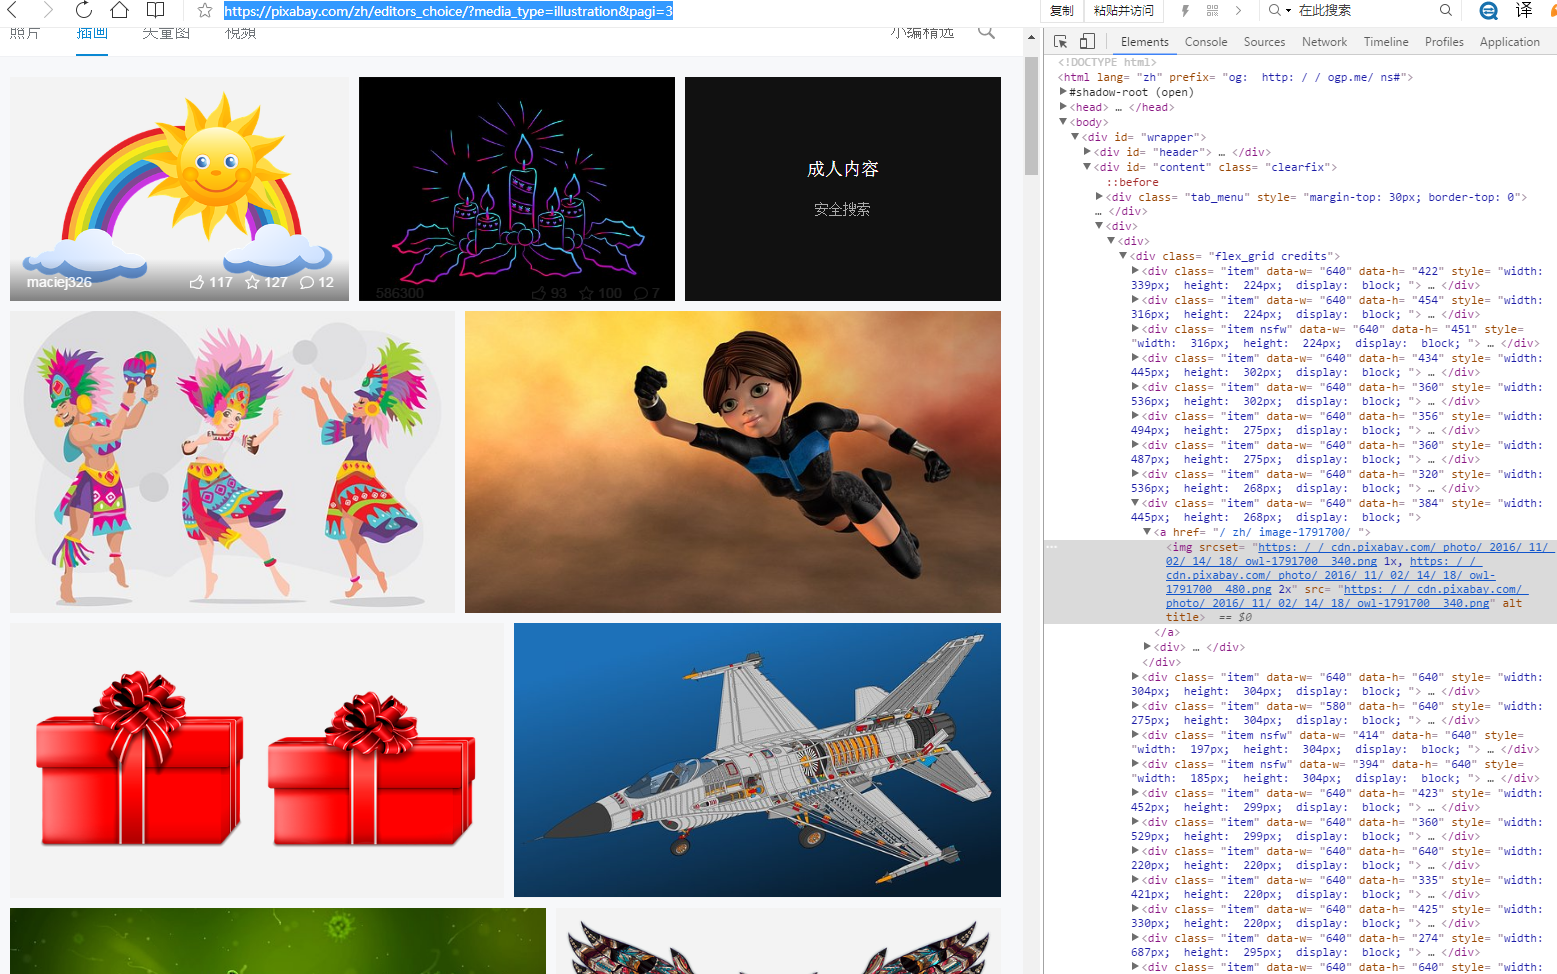 https://pixabay.com/zh/editors_choice/?media_type=illustration&pagi=3
复制 粘贴并访问 在此搜索 译
照片 插画 矢量图 视频 小编精选
maciej326 117 127 12
586300 93 100 7
成人内容
安全搜索
Elements Console Sources Network Timeline Profiles Application
<!DOCTYPE html>
<html lang= "zh" prefix= "og:  http: / / ogp.me/ ns#">
#shadow-root (open)
<head> … </head>
<body>
<div id= "wrapper">
<div id= "header"> … </div>
<div id= "content" class= "clearfix">
::before
<div class= "tab_menu" style= "margin-top: 30px; border-top: 0">
… </div>
<div>
<div>
<div class= "flex_grid credits">
<div class= "item" data-w= "640" data-h= "422" style= "width:
339px;  height:  224px;  display:  block; "> … </div>
<div class= "item" data-w= "640" data-h= "454" style= "width:
316px;  height:  224px;  display:  block; "> … </div>
<div class= "item nsfw" data-w= "640" data-h= "451" style=
"width:  316px;  height:  224px;  display:  block; "> … </div>
<div class= "item" data-w= "640" data-h= "434" style= "width:
445px;  height:  302px;  display:  block; "> … </div>
<div class= "item" data-w= "640" data-h= "360" style= "width:
536px;  height:  302px;  display:  block; "> … </div>
<div class= "item" data-w= "640" data-h= "356" style= "width:
494px;  height:  275px;  display:  block; "> … </div>
<div class= "item" data-w= "640" data-h= "360" style= "width:
487px;  height:  275px;  display:  block; "> … </div>
<div class= "item" data-w= "640" data-h= "320" style= "width:
536px;  height:  268px;  display:  block; "> … </div>
<div class= "item" data-w= "640" data-h= "384" style= "width:
445px;  height:  268px;  display:  block; ">
<a href= "/ zh/ image-1791700/ ">
<img srcset= "https: / / cdn.pixabay.com/ photo/ 2016/ 11/
02/ 14/ 18/ owl-1791700__340.png 1x, https: / /
cdn.pixabay.com/ photo/ 2016/ 11/ 02/ 14/ 18/ owl-
1791700__480.png 2x" src= "https: / / cdn.pixabay.com/
photo/ 2016/ 11/ 02/ 14/ 18/ owl-1791700__340.png" alt
title> == $0
</a>
<div> … </div>
</div>
<div class= "item" data-w= "640" data-h= "640" style= "width:
304px;  height:  304px;  display:  block; "> … </div>
<div class= "item" data-w= "580" data-h= "640" style= "width:
275px;  height:  304px;  display:  block; "> … </div>
<div class= "item nsfw" data-w= "414" data-h= "640" style=
"width:  197px;  height:  304px;  display:  block; "> … </div>
<div class= "item nsfw" data-w= "394" data-h= "640" style=
"width:  185px;  height:  304px;  display:  block; "> … </div>
<div class= "item" data-w= "640" data-h= "423" style= "width:
452px;  height:  299px;  display:  block; "> … </div>
<div class= "item" data-w= "640" data-h= "360" style= "width:
529px;  height:  299px;  display:  block; "> … </div>
<div class= "item" data-w= "640" data-h= "640" style= "width:
220px;  height:  220px;  display:  block; "> … </div>
<div class= "item" data-w= "640" data-h= "335" style= "width:
421px;  height:  220px;  display:  block; "> … </div>
<div class= "item" data-w= "640" data-h= "425" style= "width:
330px;  height:  220px;  display:  block; "> … </div>
<div class= "item" data-w= "640" data-h= "274" style= "width:
687px;  height:  295px;  display:  block; "> … </div>
<div class= "item" data-w= "640" data-h= "640" style= "width: